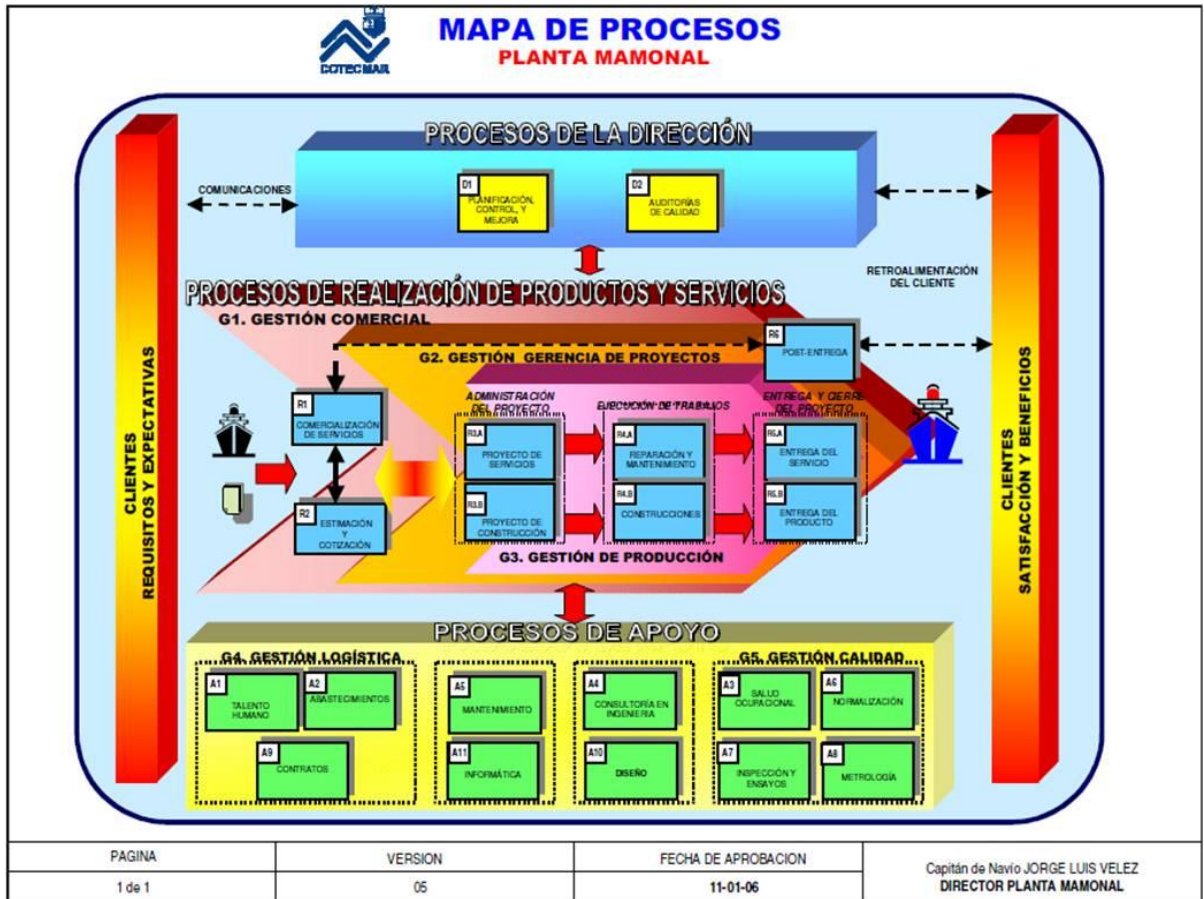 COTECMAR
MAPA DE PROCESOS
PLANTA MAMONAL
PROCESOS DE LA DIRECCIÓN
COMUNICACIONES
D1
PLANIFICACIÓN,
CONTROL, Y
MEJORA
D2
AUDITORÍAS
DE CALIDAD
RETROALIMENTACIÓN
DEL CLIENTE
CLIENTES
REQUISITOS Y EXPECTATIVAS
PROCESOS DE REALIZACIÓN DE PRODUCTOS Y SERVICIOS
G1. GESTIÓN COMERCIAL
G2. GESTIÓN GERENCIA DE PROYECTOS
R6
POST-ENTREGA
R1
COMERCIALIZACIÓN
DE SERVICIOS
R2
ESTIMACIÓN
Y
COTIZACIÓN
ADMINISTRACIÓN
DEL PROYECTO
R3.A
PROYECTO DE
SERVICIOS
R3.B
PROYECTO DE
CONSTRUCCIÓN
EJECUCIÓN DE TRABAJOS
R4.A
REPARACIÓN Y
MANTENIMIENTO
R4.B
CONSTRUCCIONES
ENTREGA Y CIERRE
DEL PROYECTO
R5.A
ENTREGA DEL
SERVICIO
R5.B
ENTREGA DEL
PRODUCTO
G3. GESTIÓN DE PRODUCCIÓN
CLIENTES
SATISFACCIÓN Y BENEFICIOS
PROCESOS DE APOYO
G4. GESTIÓN LOGÍSTICA
A1
TALENTO
HUMANO
A2
ABASTECIMIENTOS
A9
CONTRATOS
A5
MANTENIMIENTO
A11
INFORMÁTICA
A4
CONSULTORÍA EN
INGENIERIA
A10
DISEÑO
G5. GESTIÓN CALIDAD
A3
SALUD
OCUPACIONAL
A6
NORMALIZACIÓN
A7
INSPECCIÓN Y
ENSAYOS
A8
METROLOGÍA
PAGINA
VERSION
FECHA DE APROBACION
Capitán de Navío JORGE LUIS VELEZ
DIRECTOR PLANTA MAMONAL
1 de 1
05
11-01-06